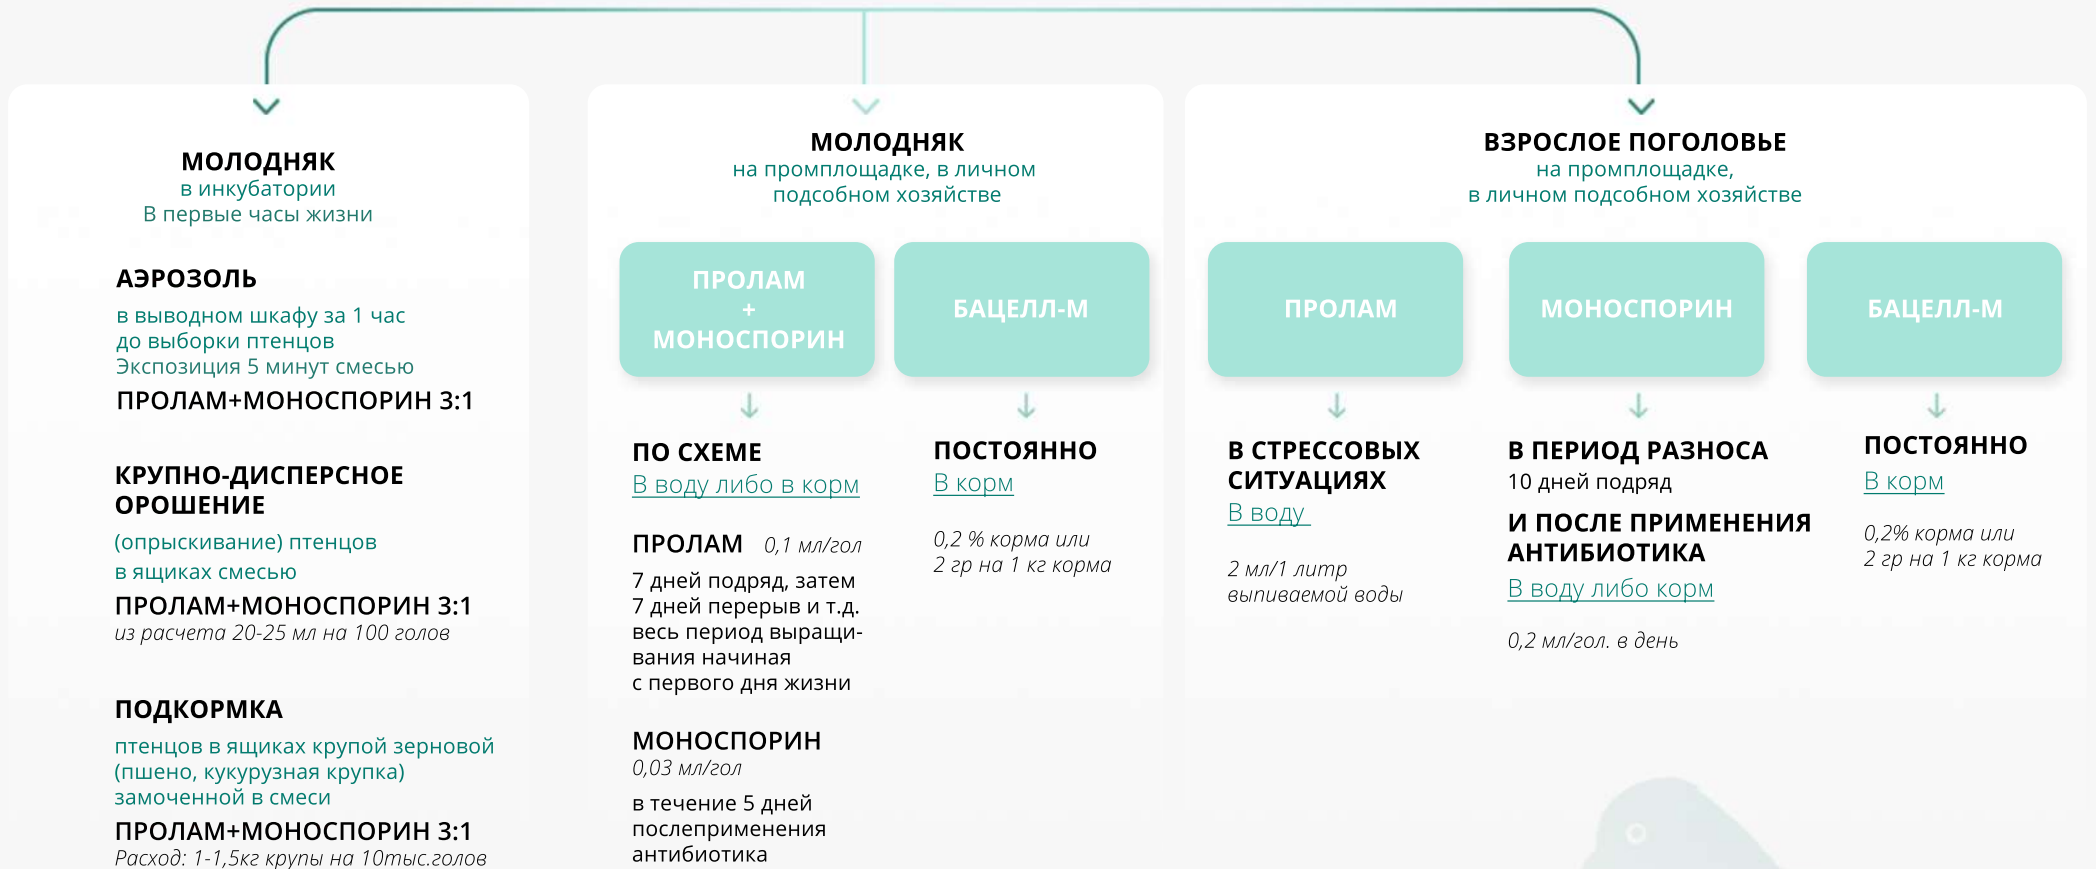 МОЛОДНЯК
в инкубатории
В первые часы жизни
АЭРОЗОЛЬ
в выводном шкафу за 1 час
до выборки птенцов
Экспозиция 5 минут смесью
ПРОЛАМ+МОНОСПОРИН 3:1
КРУПНО-ДИСПЕРСНОЕ
ОРОШЕНИЕ
(опрыскивание) птенцов
в ящиках смесью
ПРОЛАМ+МОНОСПОРИН 3:1
из расчета 20-25 мл на 100 голов
ПОДКОРМКА
птенцов в ящиках крупой зерновой
(пшено, кукурузная крупка)
замоченной в смеси
ПРОЛАМ+МОНОСПОРИН 3:1
Расход: 1-1,5кг крупы на 10тыс.голов
МОЛОДНЯК
на промплощадке, в личном
подсобном хозяйстве
ПРОЛАМ
+
МОНОСПОРИН
ПО СХЕМЕ
В воду либо в корм
ПРОЛАМ 0,1 мл/гол
7 дней подряд, затем
7 дней перерыв и т.д.
весь период выращи-
вания начиная
с первого дня жизни
МОНОСПОРИН
0,03 мл/гол
в течение 5 дней
послеприменения
антибиотика
БАЦЕЛЛ-М
ПОСТОЯННО
В корм
0,2 % корма или
2 гр на 1 кг корма
ВЗРОСЛОЕ ПОГОЛОВЬЕ
на промплощадке,
в личном подсобном хозяйстве
ПРОЛАМ
В СТРЕССОВЫХ
СИТУАЦИЯХ
В воду
2 мл/1 литр
выпиваемой воды
МОНОСПОРИН
В ПЕРИОД РАЗНОСА
10 дней подряд
И ПОСЛЕ ПРИМЕНЕНИЯ
АНТИБИОТИКА
В воду либо корм
0,2 мл/гол. в день
БАЦЕЛЛ-М
ПОСТОЯННО
В корм
0,2% корма или
2 гр на 1 кг корма